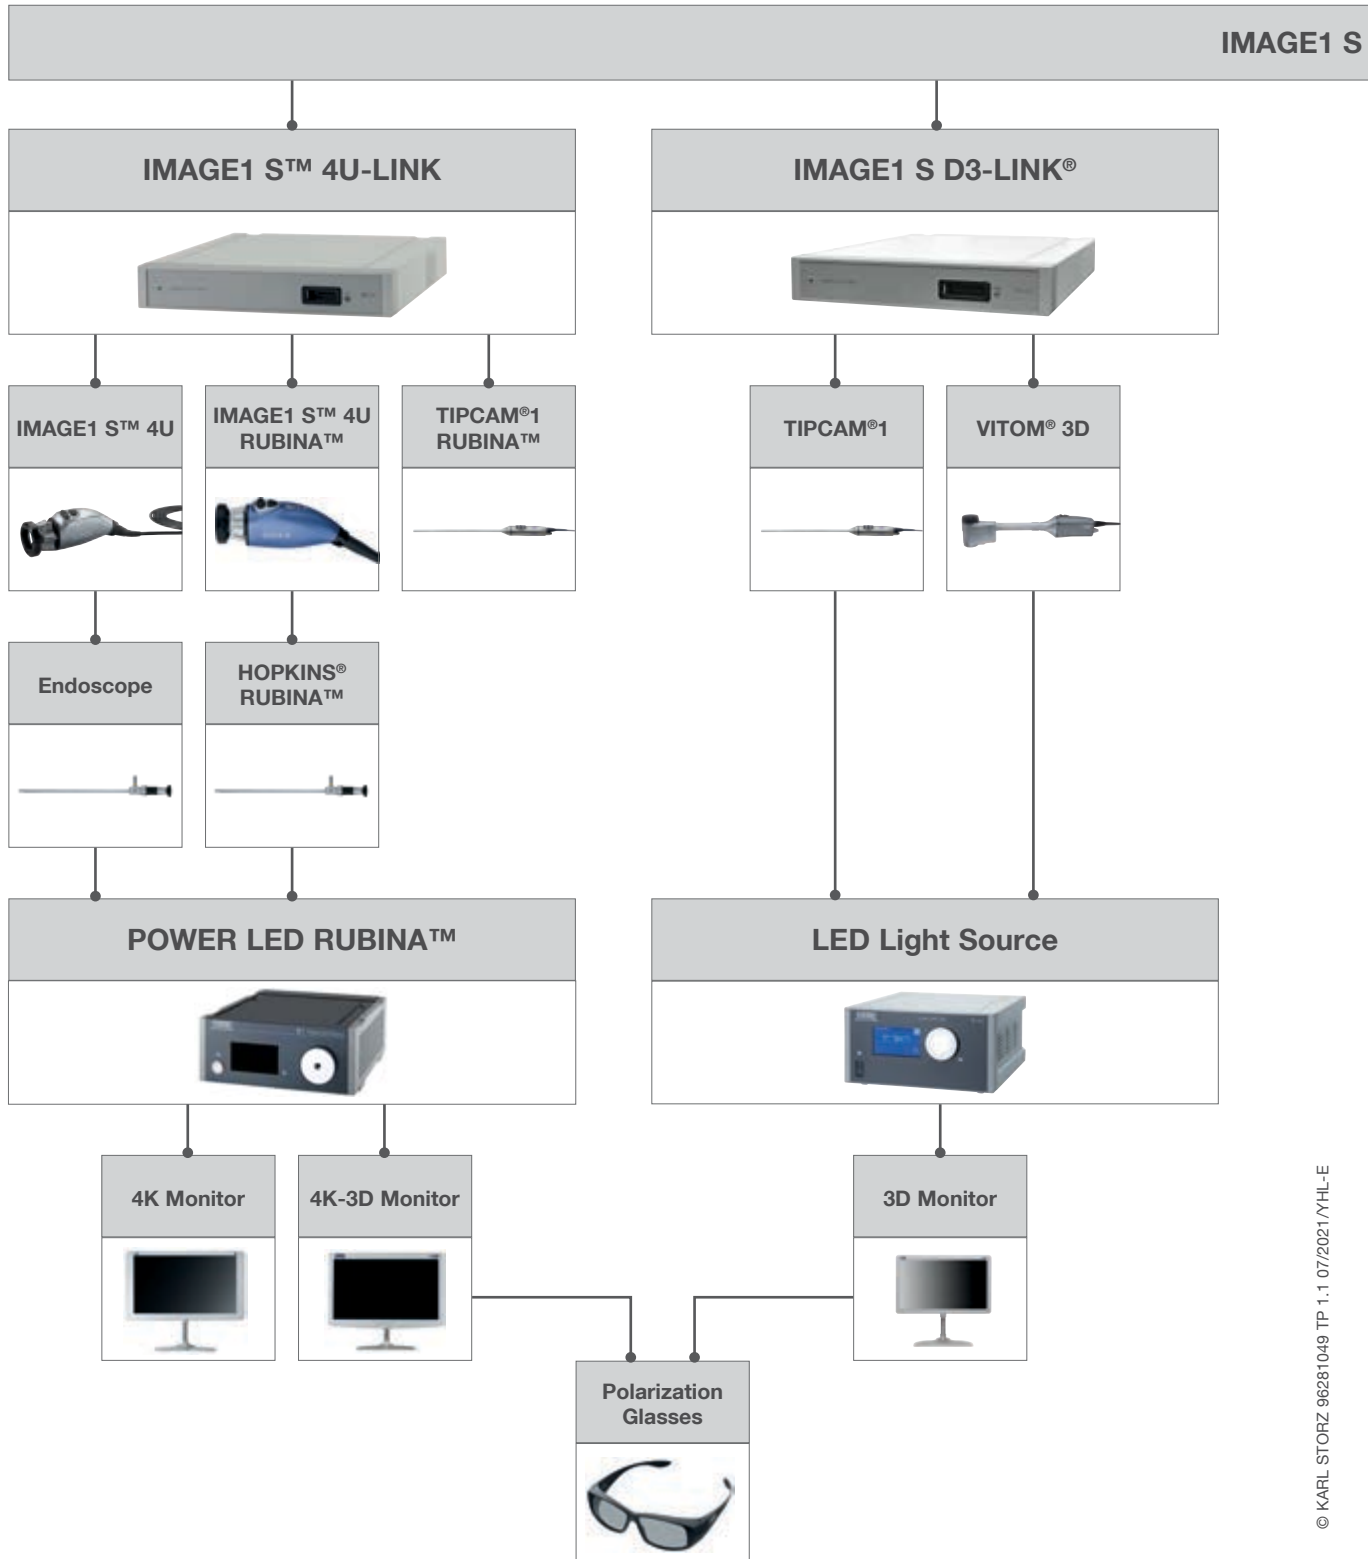 IMAGE1 S
IMAGE1 S™ 4U-LINK
IMAGE1 S D3-LINK®
IMAGE1 S™ 4U
IMAGE1 S™ 4U
RUBINA™
TIPCAM®1
RUBINA™
TIPCAM®1
VITOM® 3D
Endoscope
HOPKINS®
RUBINA™
POWER LED RUBINA™
LED Light Source
4K Monitor
4K-3D Monitor
3D Monitor
Polarization
Glasses
© KARL STORZ 96281049 TP 1.1 07/2021/YHL-E